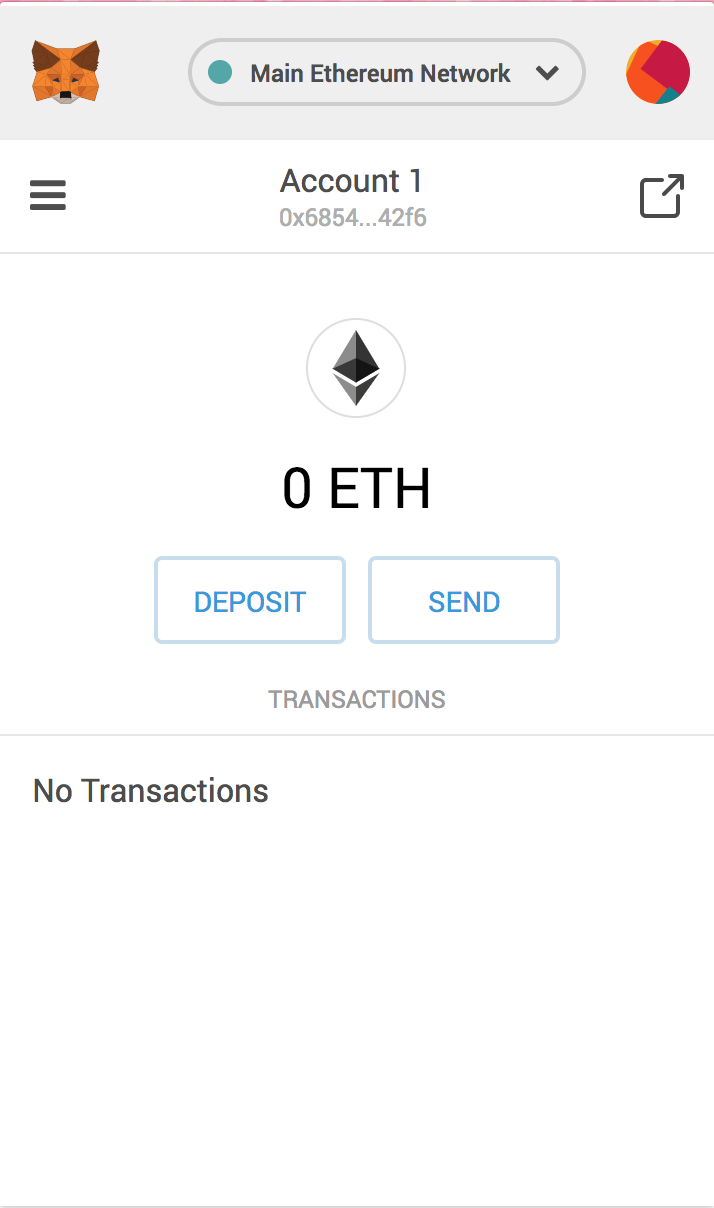 Main Ethereum Network
Account 1
0x6854...42f6
0 ETH
DEPOSIT
SEND
TRANSACTIONS
No Transactions